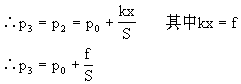 ∴p₃ = p₂ = p₀ + kx/S 其中kx = f
∴p₃ = p₀ + f/S